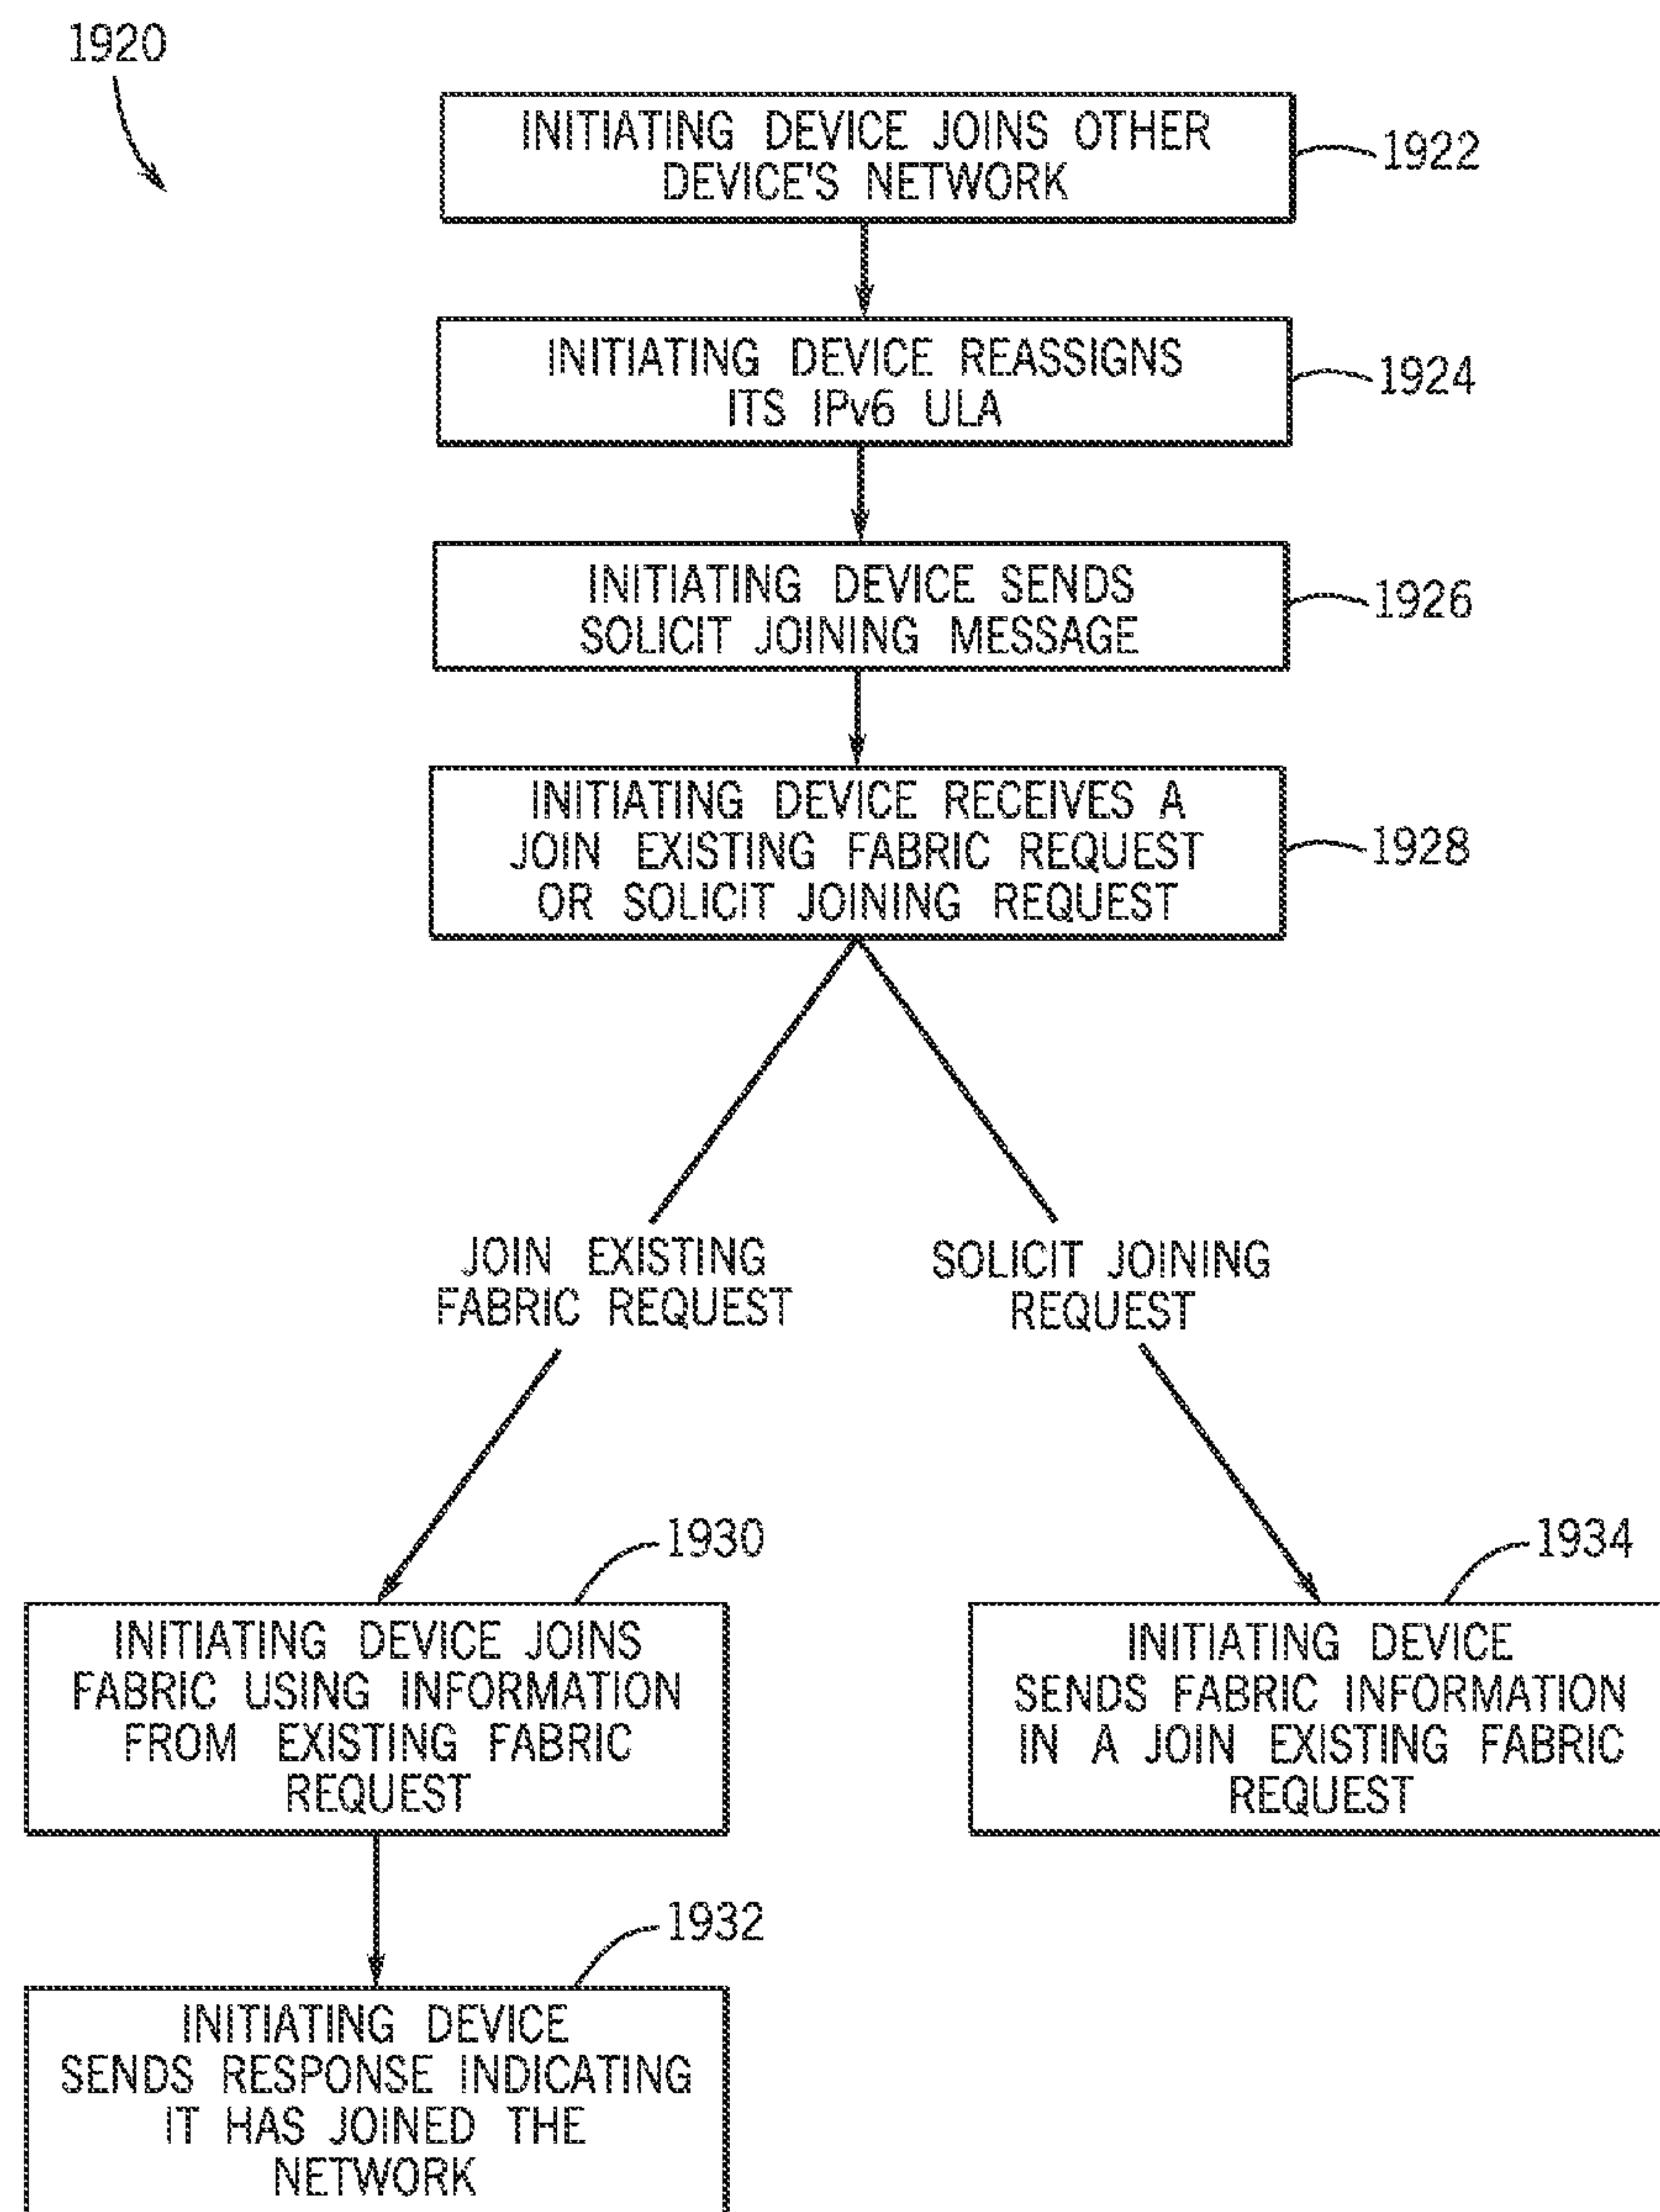 1920
INITIATING DEVICE JOINS OTHER
DEVICE'S NETWORK
1922
INITIATING DEVICE REASSIGNS
ITS IPv6 ULA
1924
INITIATING DEVICE SENDS
SOLICIT JOINING MESSAGE
1926
INITIATING DEVICE RECEIVES A
JOIN EXISTING FABRIC REQUEST
OR SOLICIT JOINING REQUEST
1928
JOIN EXISTING
FABRIC REQUEST
SOLICIT JOINING
REQUEST
1930
INITIATING DEVICE JOINS
FABRIC USING INFORMATION
FROM EXISTING FABRIC
REQUEST
1934
INITIATING DEVICE
SENDS FABRIC INFORMATION
IN A JOIN EXISTING FABRIC
REQUEST
1932
INITIATING DEVICE
SENDS RESPONSE INDICATING
IT HAS JOINED THE
NETWORK